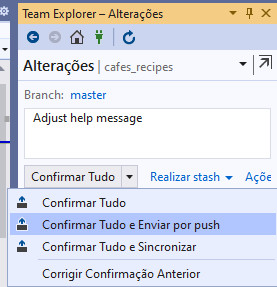 Team Explorer – Alterações
Alterações | cafes_recipes
Branch: master
Adjust help message
Confirmar Tudo Realizar stash
Confirmar Tudo
Confirmar Tudo e Enviar por push
Confirmar Tudo e Sincronizar
Corrigir Confirmação Anterior